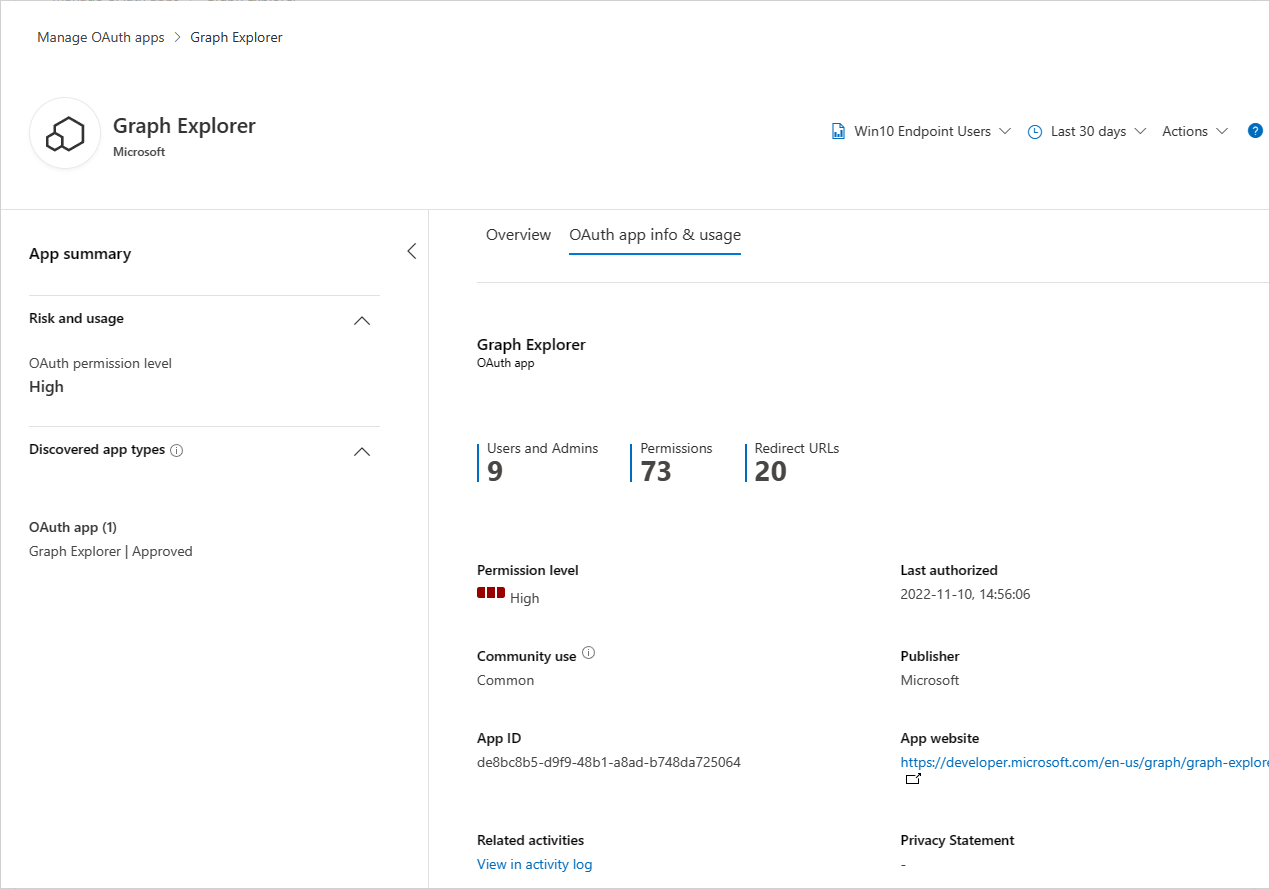 Manage OAuth apps > Graph Explorer
Graph Explorer
Microsoft
Win10 Endpoint Users
Last 30 days
Actions
?
App summary
Risk and usage
OAuth permission level
High
Discovered app types
OAuth app (1)
Graph Explorer | Approved
Overview
OAuth app info & usage
Graph Explorer
OAuth app
Users and Admins
9
Permissions
73
Redirect URLs
20
Permission level
High
Last authorized
2022-11-10, 14:56:06
Community use
Common
Publisher
Microsoft
App ID
de8bc8b5-d9f9-48b1-a8ad-b748da725064
App website
https://developer.microsoft.com/en-us/graph/graph-explore
Related activities
View in activity log
Privacy Statement
-